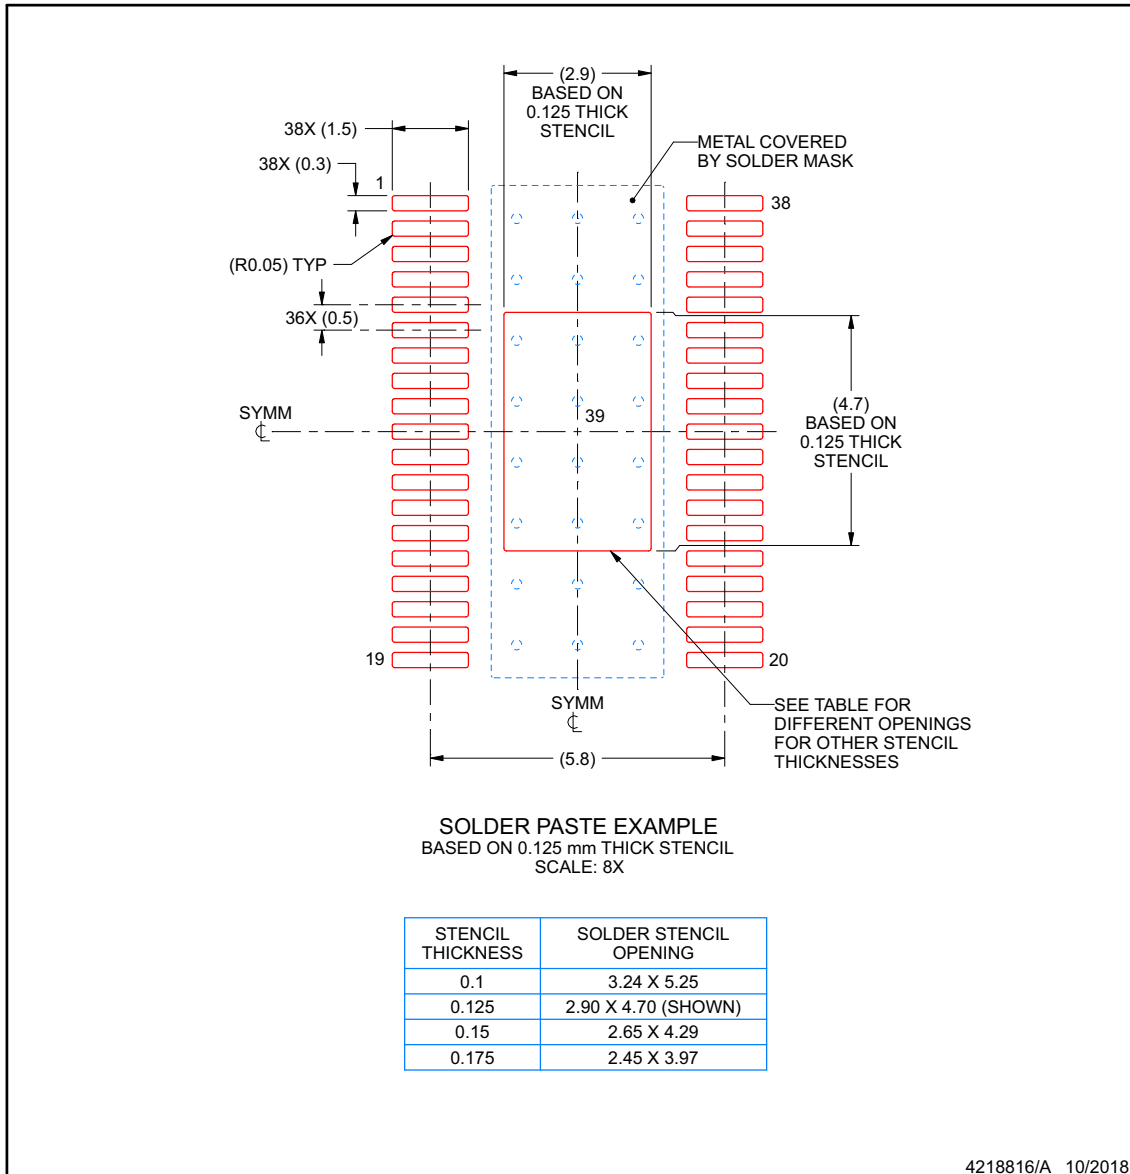 (2.9)
BASED ON
0.125 THICK
STENCIL
38X (1.5)
METAL COVERED
BY SOLDER MASK
38X (0.3)
1
38
(R0.05) TYP
36X (0.5)
(4.7)
BASED ON
0.125 THICK
STENCIL
39
SYMM
℄
19
20
SYMM
℄
SEE TABLE FOR
DIFFERENT OPENINGS
FOR OTHER STENCIL
THICKNESSES
(5.8)
SOLDER PASTE EXAMPLE
BASED ON 0.125 mm THICK STENCIL
SCALE: 8X
STENCIL
THICKNESS
SOLDER STENCIL
OPENING
0.1
3.24 X 5.25
0.125
2.90 X 4.70 (SHOWN)
0.15
2.65 X 4.29
0.175
2.45 X 3.97
4218816/A 10/2018